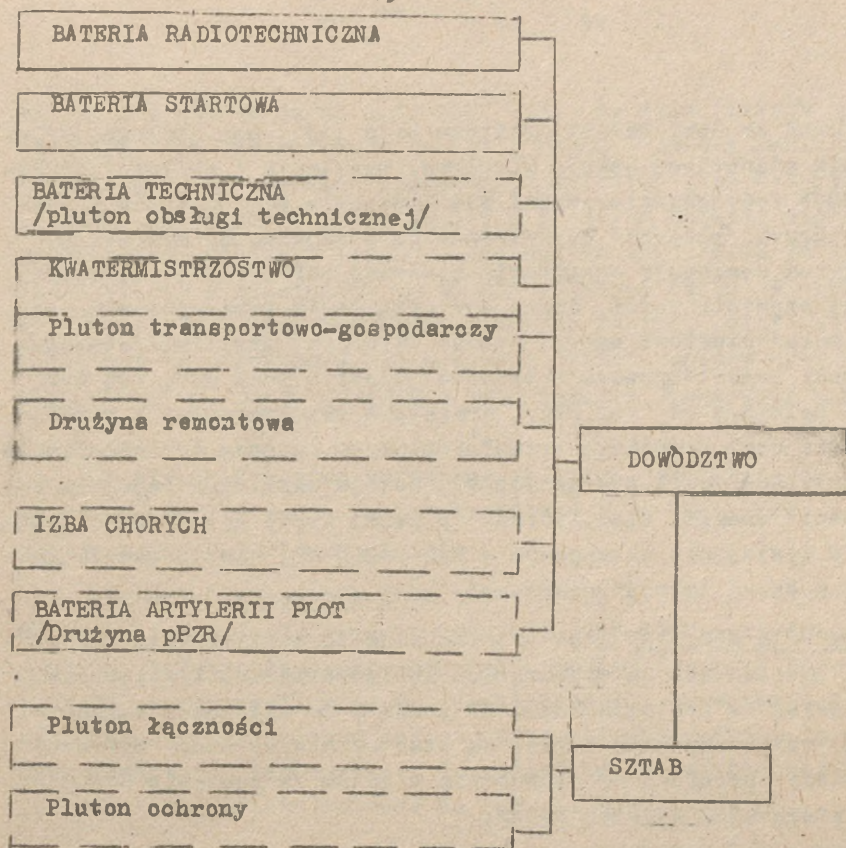 BATERIA RADIOTECHNICZNA
BATERIA STARTOWA
BATERIA TECHNICZNA
/pluton obsługi technicznej/
KWATERMISTRZOSTWO
Pluton transportowo-gospodarczy
Drużyna remontowa
DOWÓDZTWO
IZBA CHORYCH
BATERIA ARTYLERII PLOT
/Drużyna pPZR/
Pluton łączności
SZTAB
Pluton ochrony